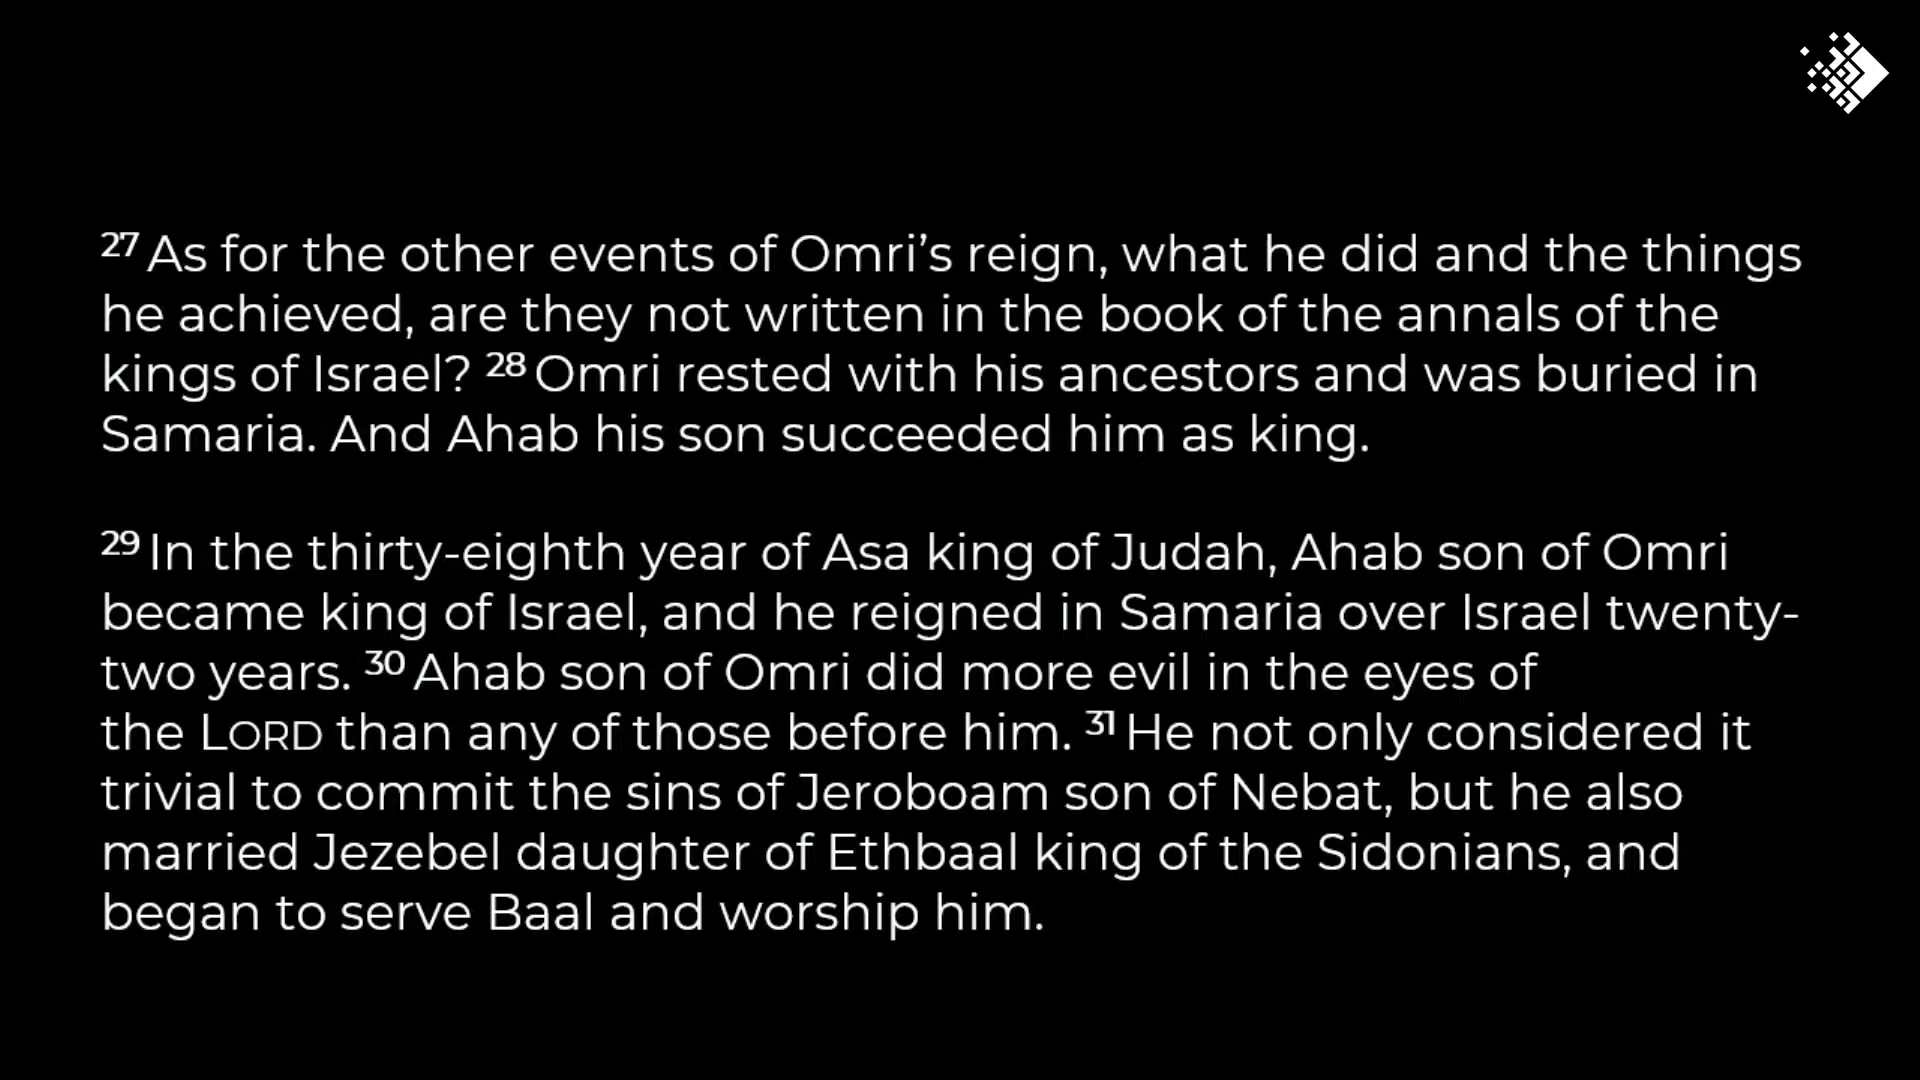 27 As for the other events of Omri’s reign, what he did and the things
he achieved, are they not written in the book of the annals of the
kings of Israel? 28 Omri rested with his ancestors and was buried in
Samaria. And Ahab his son succeeded him as king.
29 In the thirty-eighth year of Asa king of Judah, Ahab son of Omri
became king of Israel, and he reigned in Samaria over Israel twenty-
two years. 30 Ahab son of Omri did more evil in the eyes of
the LORD than any of those before him. 31 He not only considered it
trivial to commit the sins of Jeroboam son of Nebat, but he also
married Jezebel daughter of Ethbaal king of the Sidonians, and
began to serve Baal and worship him.